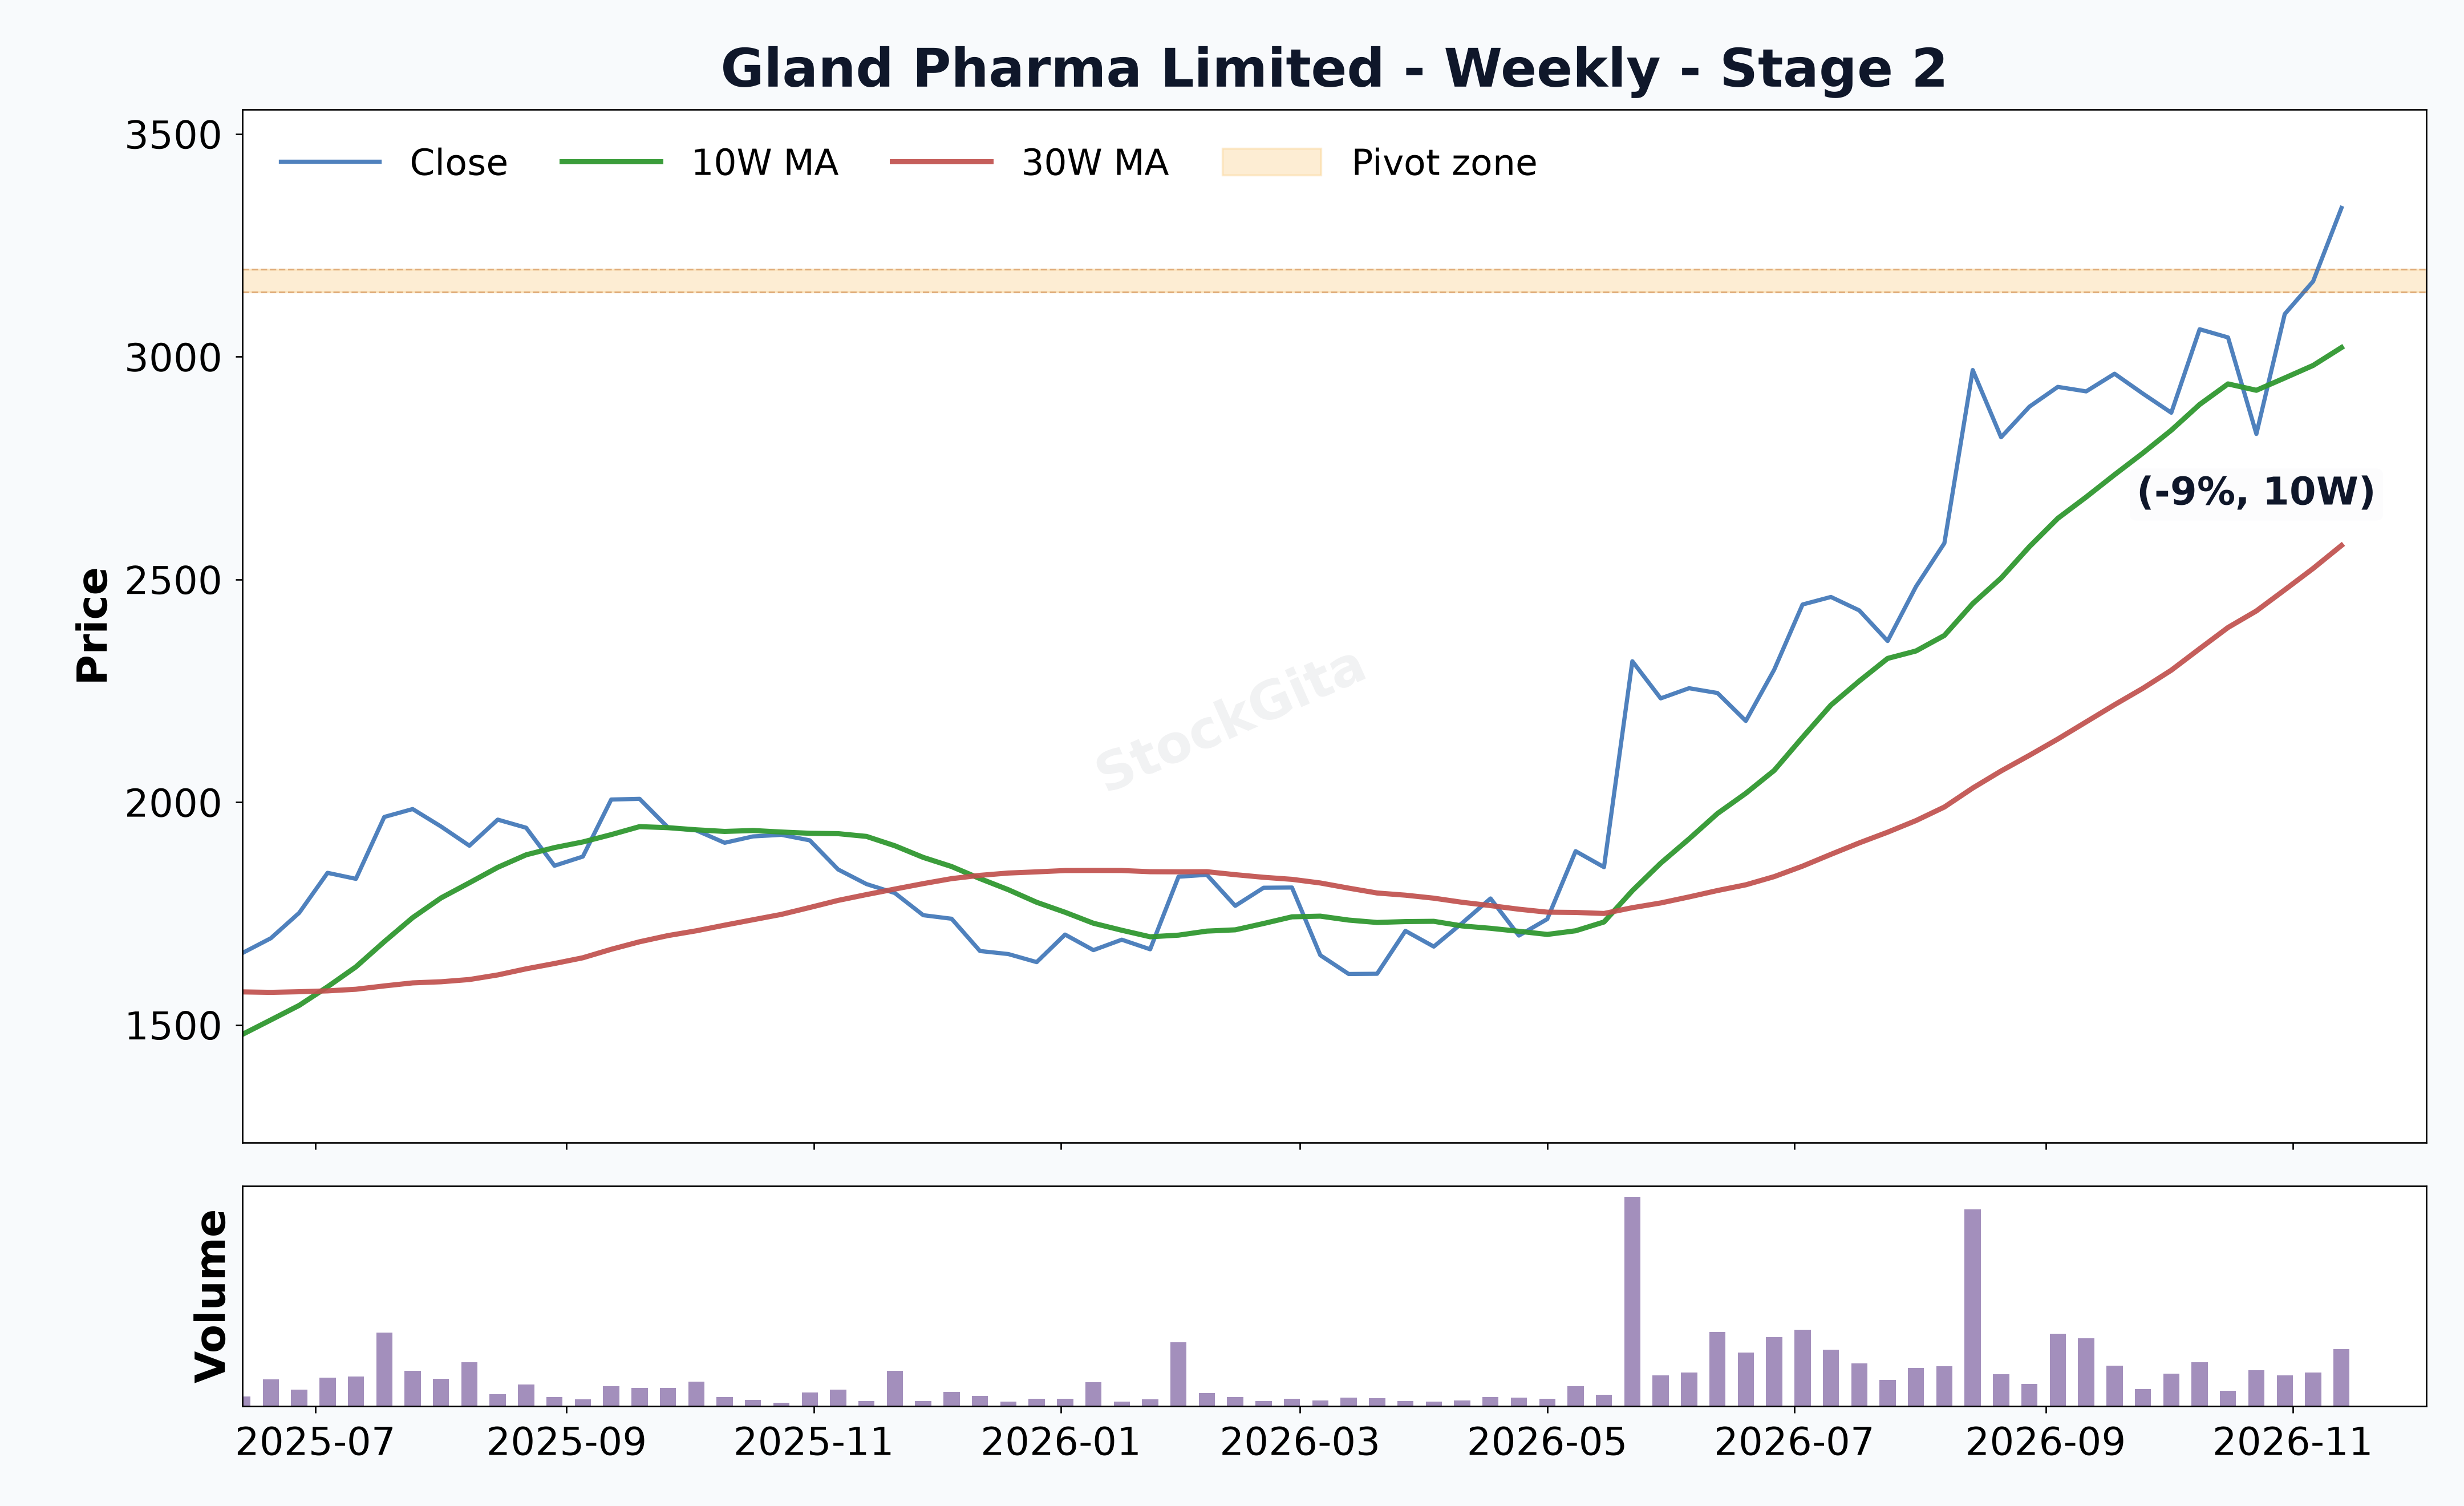 Gland Pharma Limited - Weekly - Stage 2
Close 10W MA 30W MA Pivot zone
3500
3000
2500
2000
1500
Price
(-9%, 10W)
StockGita
Volume
2025-07 2025-09 2025-11 2026-01 2026-03 2026-05 2026-07 2026-09 2026-11